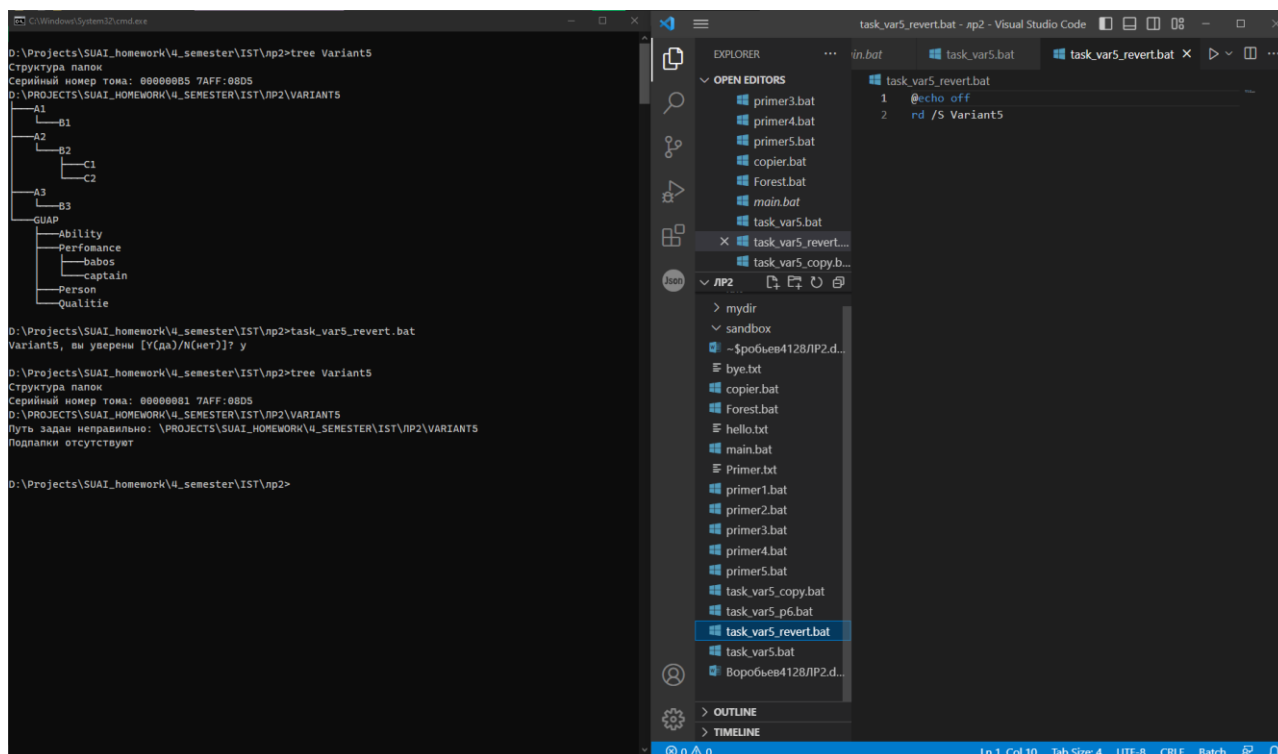 C:\Windows\System32\cmd.exe
D:\Projects\SUAI_homework\4_semester\IST\лр2>tree Variant5
Структура папок
Серийный номер тома: 000000B5 7AFF:08D5
D:\PROJECTS\SUAI_HOMEWORK\4_SEMESTER\IST\ЛР2\VARIANT5
├───A1
│   └───B1
├───A2
│   └───B2
│       ├───C1
│       └───C2
├───A3
│   └───B3
└───GUAP
    ├───Ability
    ├───Perfomance
    │   ├───babos
    │   └───captain
    ├───Person
    └───Qualitie
D:\Projects\SUAI_homework\4_semester\IST\лр2>task_var5_revert.bat
Variant5, вы уверены [Y(да)/N(нет)]? y
D:\Projects\SUAI_homework\4_semester\IST\лр2>tree Variant5
Структура папок
Серийный номер тома: 00000081 7AFF:08D5
D:\PROJECTS\SUAI_HOMEWORK\4_SEMESTER\IST\ЛР2\VARIANT5
Путь задан неправильно: \PROJECTS\SUAI_HOMEWORK\4_SEMESTER\IST\ЛР2\VARIANT5
Подпапки отсутствуют
D:\Projects\SUAI_homework\4_semester\IST\лр2>
task_var5_revert.bat - лр2 - Visual Studio Code
EXPLORER
OPEN EDITORS
primer3.bat
primer4.bat
primer5.bat
copier.bat
Forest.bat
main.bat
task_var5.bat
task_var5_revert....
task_var5_copy.b...
ЛР2
mydir
sandbox
~$робьев4128ЛР2.d...
bye.txt
copier.bat
Forest.bat
hello.txt
main.bat
Primer.txt
primer1.bat
primer2.bat
primer3.bat
primer4.bat
primer5.bat
task_var5_copy.bat
task_var5_p6.bat
task_var5_revert.bat
task_var5.bat
Воробьев4128ЛР2.d...
OUTLINE
TIMELINE
Json
in.bat task_var5.bat task_var5_revert.bat
task_var5_revert.bat
1 @echo off
2 rd /S Variant5
0 0 Ln 1, Col 10 Tab Size: 4 UTF-8 CRLF Batch